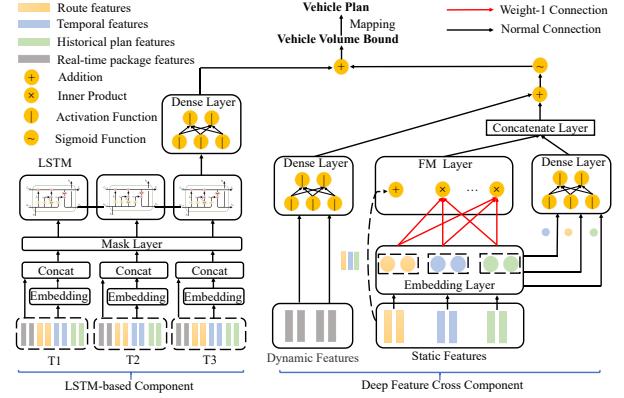 Route features
Temporal features
Historical plan features
Real-time package features
+ Addition
× Inner Product
| Activation Function
~ Sigmoid Function
Vehicle Plan
Mapping
Vehicle Volume Bound
Weight-1 Connection
Normal Connection
+
~
+
Dense Layer
Concatenate Layer
LSTM
Dense Layer
FM Layer
Dense Layer
+ × ... ×
Mask Layer
Concat Concat Concat
Embedding Embedding Embedding
Embedding Layer
T1 T2 T3
Dynamic Features
Static Features
LSTM-based Component
Deep Feature Cross Component